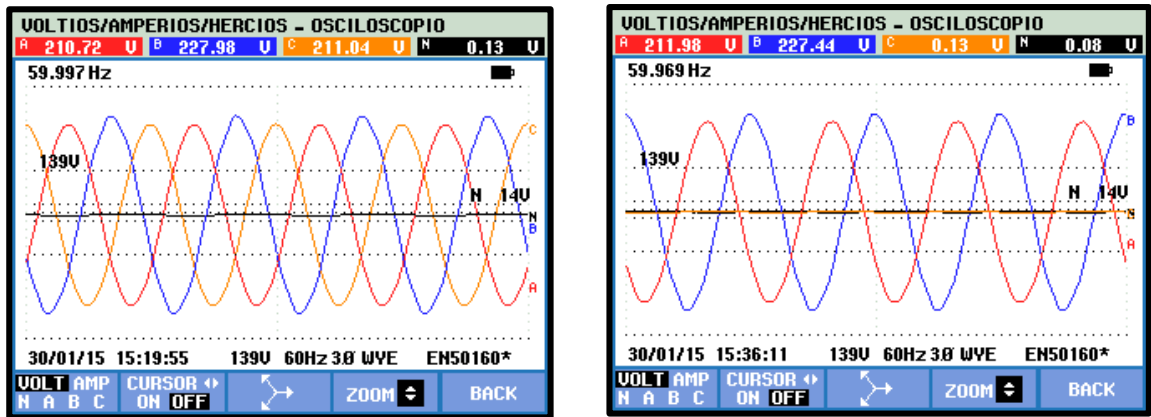 VOLTIOS/AMPERIOS/HERCIOS - OSCILOSCOPIO
A 210.72 V B 227.98 V C 211.04 V N 0.13 V
59.997 Hz
C
139V
N 14V
N
B
A
30/01/15 15:19:55 139V 60Hz 3Ø WYE EN50160*
VOLT AMP CURSOR ZOOM BACK
N A B C ON OFF
VOLTIOS/AMPERIOS/HERCIOS - OSCILOSCOPIO
A 211.98 V B 227.44 V C 0.13 V N 0.08 V
59.969 Hz
B
139V
N 14V
A
30/01/15 15:36:11 139V 60Hz 3Ø WYE EN50160*
VOLT AMP CURSOR ZOOM BACK
N A B C ON OFF